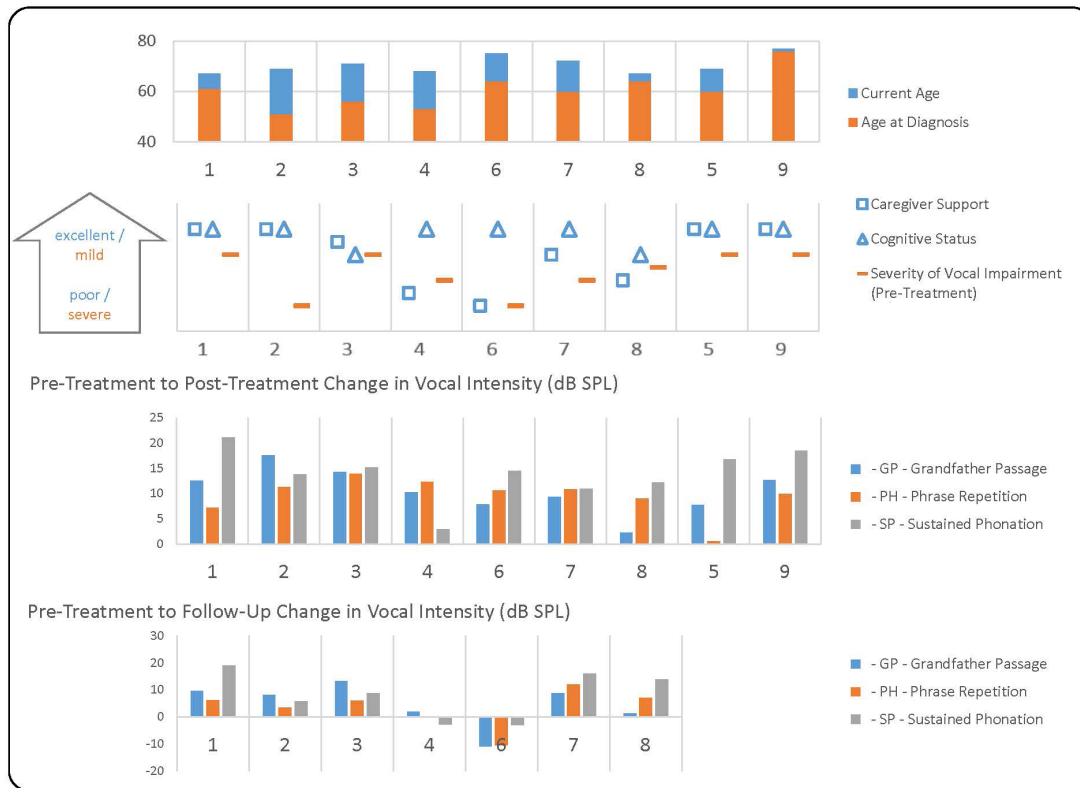 80
60
40
1 2 3 4 6 7 8 5 9
Current Age
Age at Diagnosis
excellent /
mild
poor /
severe
Caregiver Support
Cognitive Status
Severity of Vocal Impairment
(Pre-Treatment)
1 2 3 4 6 7 8 5 9
Pre-Treatment to Post-Treatment Change in Vocal Intensity (dB SPL)
25
20
15
10
5
0
1 2 3 4 6 7 8 5 9
- GP - Grandfather Passage
- PH - Phrase Repetition
- SP - Sustained Phonation
Pre-Treatment to Follow-Up Change in Vocal Intensity (dB SPL)
30
20
10
0
-10
-20
1 2 3 4 6 7 8
- GP - Grandfather Passage
- PH - Phrase Repetition
- SP - Sustained Phonation